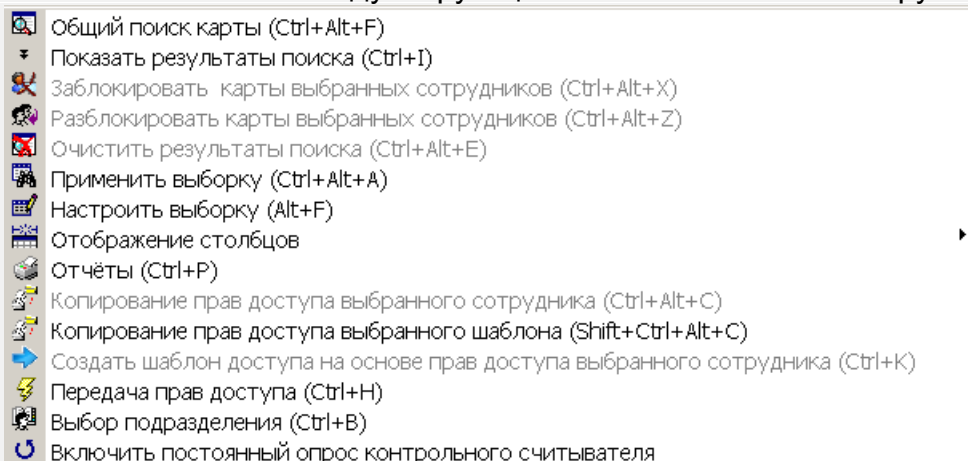 Общий поиск карты (Ctrl+Alt+F)
Показать результаты поиска (Ctrl+I)
Заблокировать карты выбранных сотрудников (Ctrl+Alt+X)
Разблокировать карты выбранных сотрудников (Ctrl+Alt+Z)
Очистить результаты поиска (Ctrl+Alt+E)
Применить выборку (Ctrl+Alt+A)
Настроить выборку (Alt+F)
Отображение столбцов
Отчёты (Ctrl+P)
Копирование прав доступа выбранного сотрудника (Ctrl+Alt+C)
Копирование прав доступа выбранного шаблона (Shift+Ctrl+Alt+C)
Создать шаблон доступа на основе прав доступа выбранного сотрудника (Ctrl+K)
Передача прав доступа (Ctrl+H)
Выбор подразделения (Ctrl+B)
Включить постоянный опрос контрольного считывателя